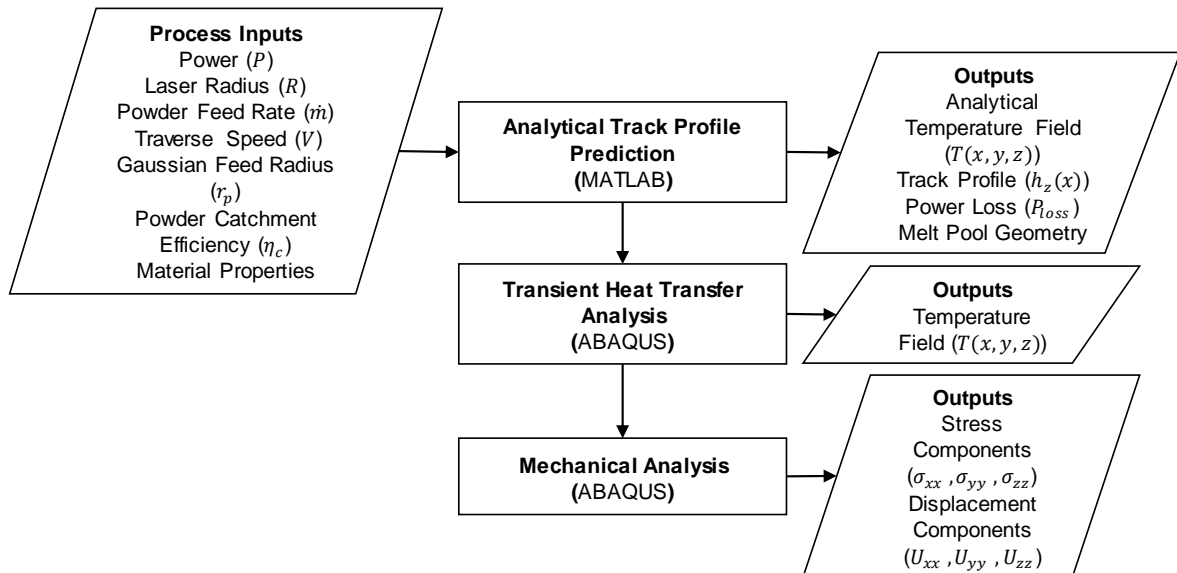 Process Inputs
Power (P)
Laser Radius (R)
Powder Feed Rate (ṁ)
Traverse Speed (V)
Gaussian Feed Radius
(r_p)
Powder Catchment
Efficiency (η_c)
Material Properties
Analytical Track Profile
Prediction
(MATLAB)
Outputs
Analytical
Temperature Field
(T(x, y, z))
Track Profile (h_z(x))
Power Loss (P_loss)
Melt Pool Geometry
Transient Heat Transfer
Analysis
(ABAQUS)
Outputs
Temperature
Field (T(x, y, z))
Mechanical Analysis
(ABAQUS)
Outputs
Stress
Components
(σ_xx , σ_yy , σ_zz)
Displacement
Components
(U_xx , U_yy , U_zz)